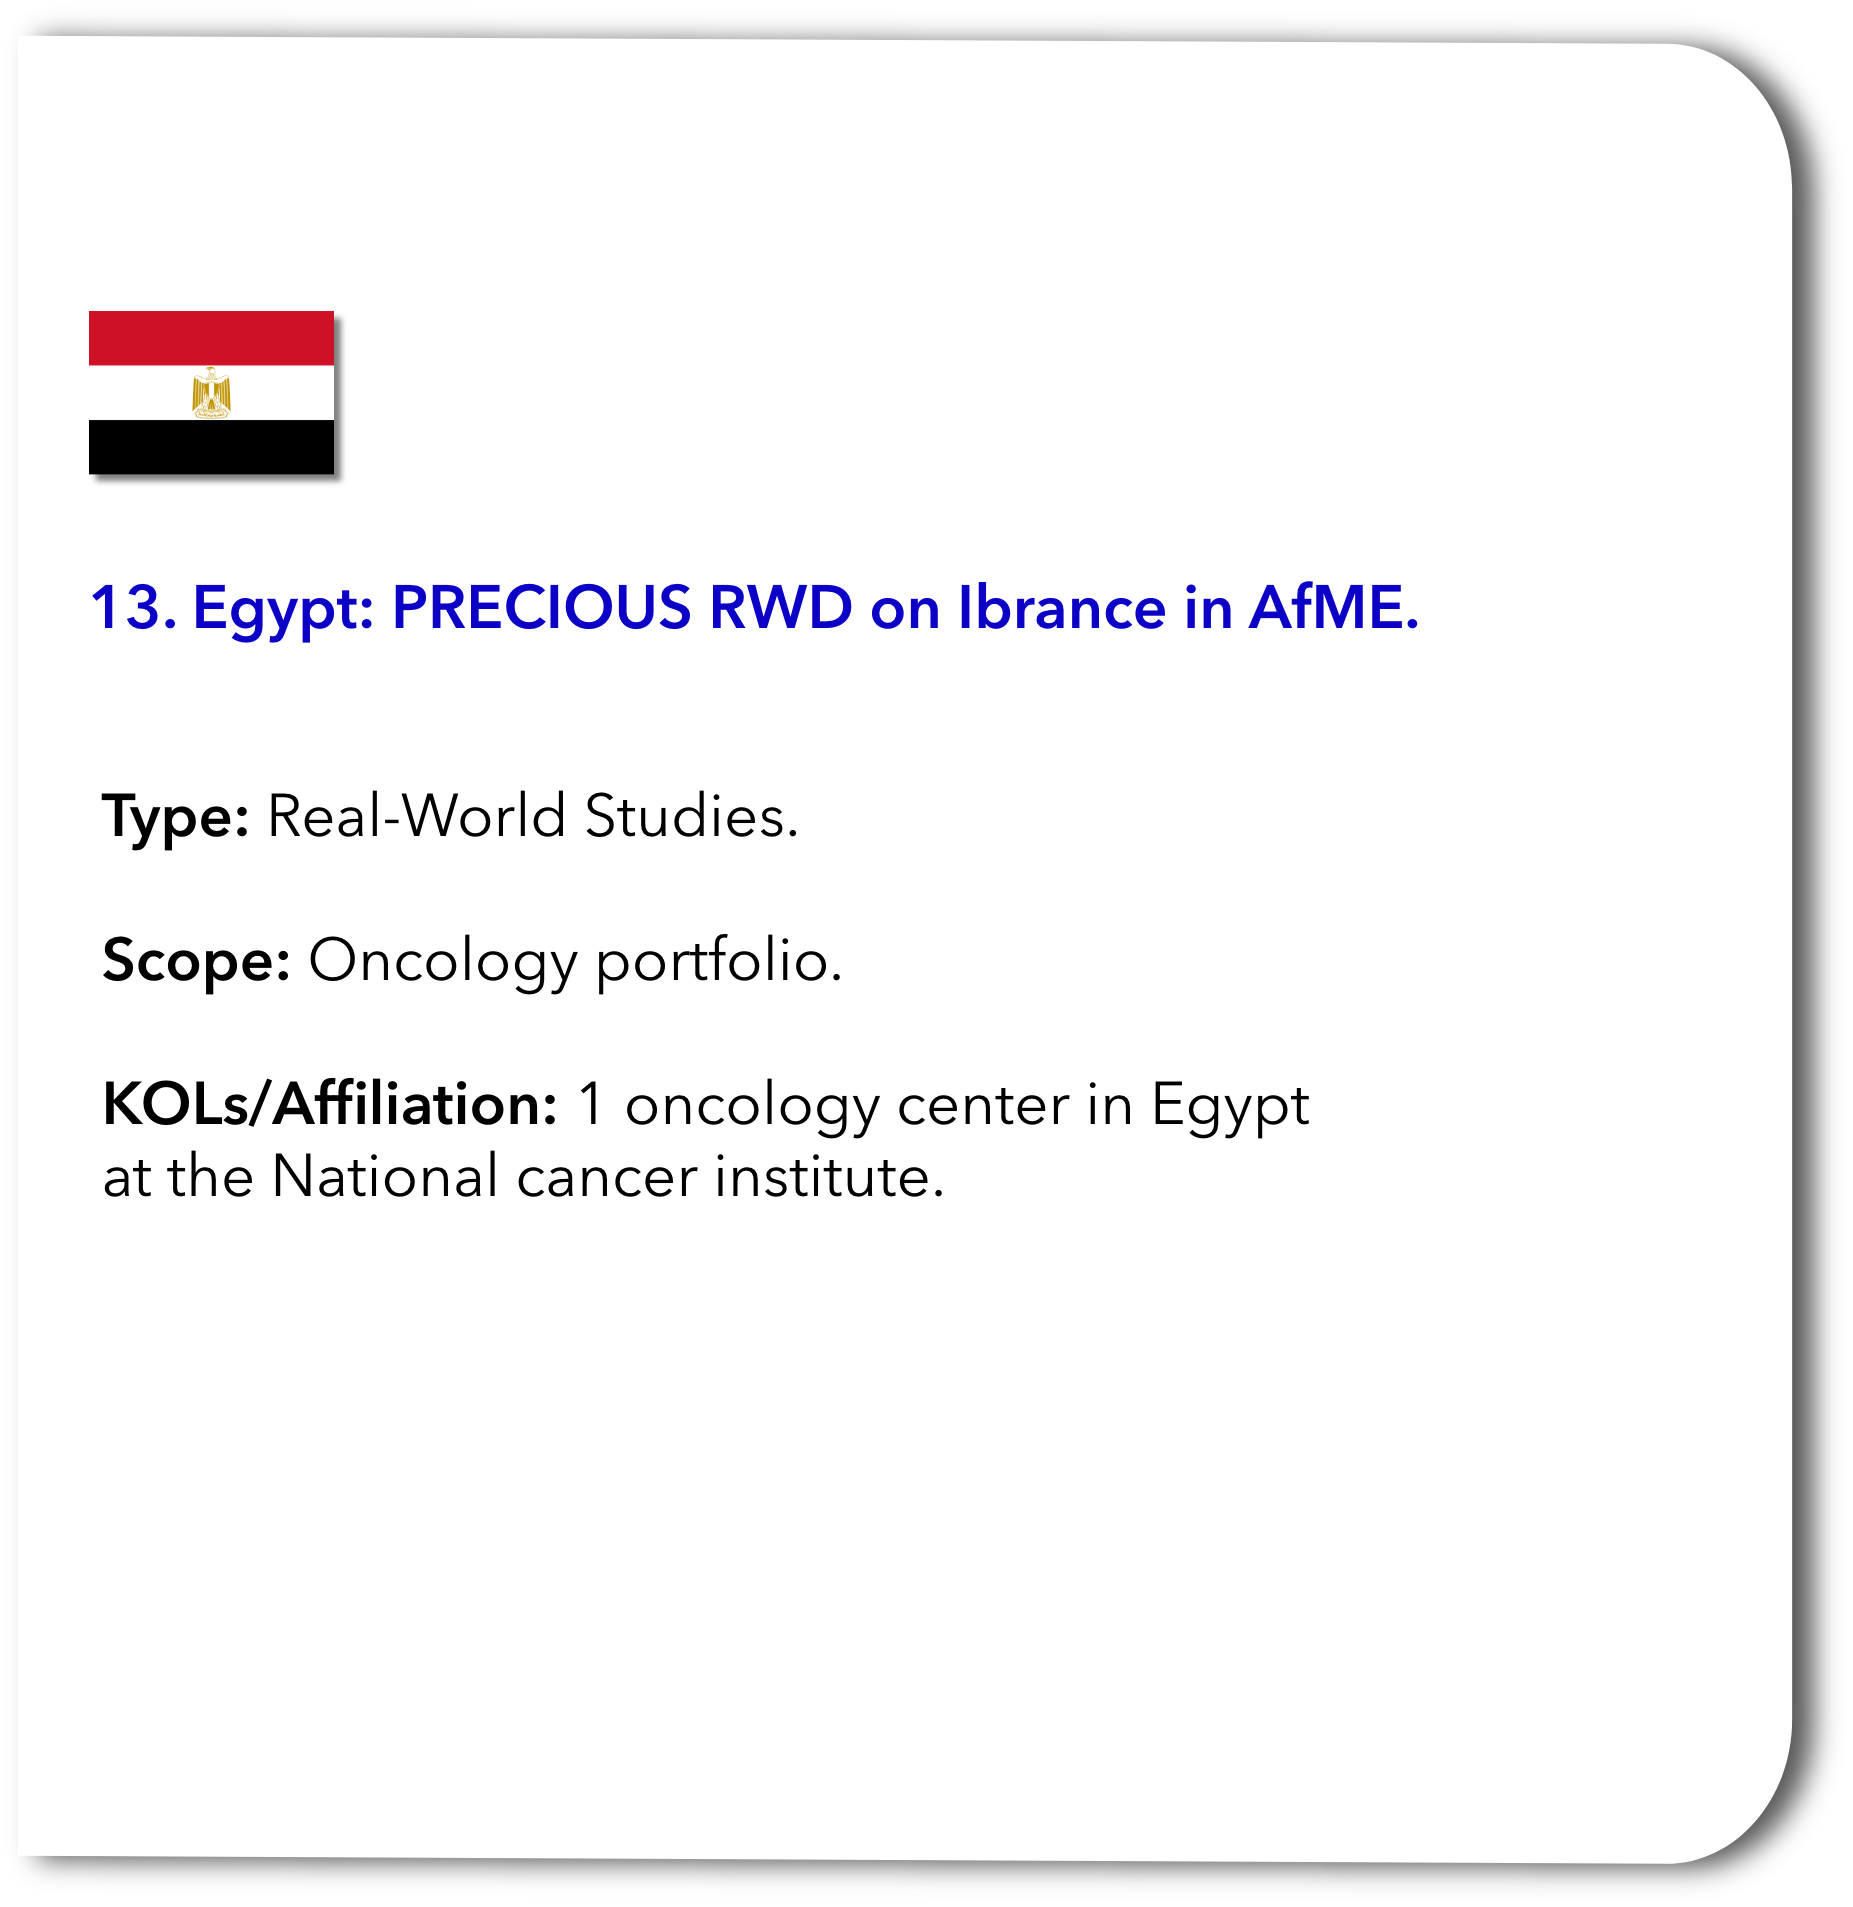 13. Egypt: PRECIOUS RWD on Ibrance in AfME.
Type: Real-World Studies.
Scope: Oncology portfolio.
KOLs/Affiliation: 1 oncology center in Egypt
at the National cancer institute.